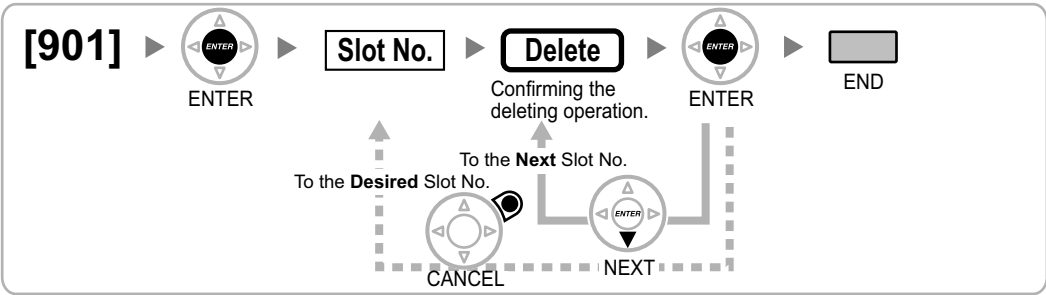 [901]
ENTER
ENTER
Slot No.
Delete
Confirming the
deleting operation.
ENTER
ENTER
END
To the Next Slot No.
To the Desired Slot No.
CANCEL
ENTER
NEXT